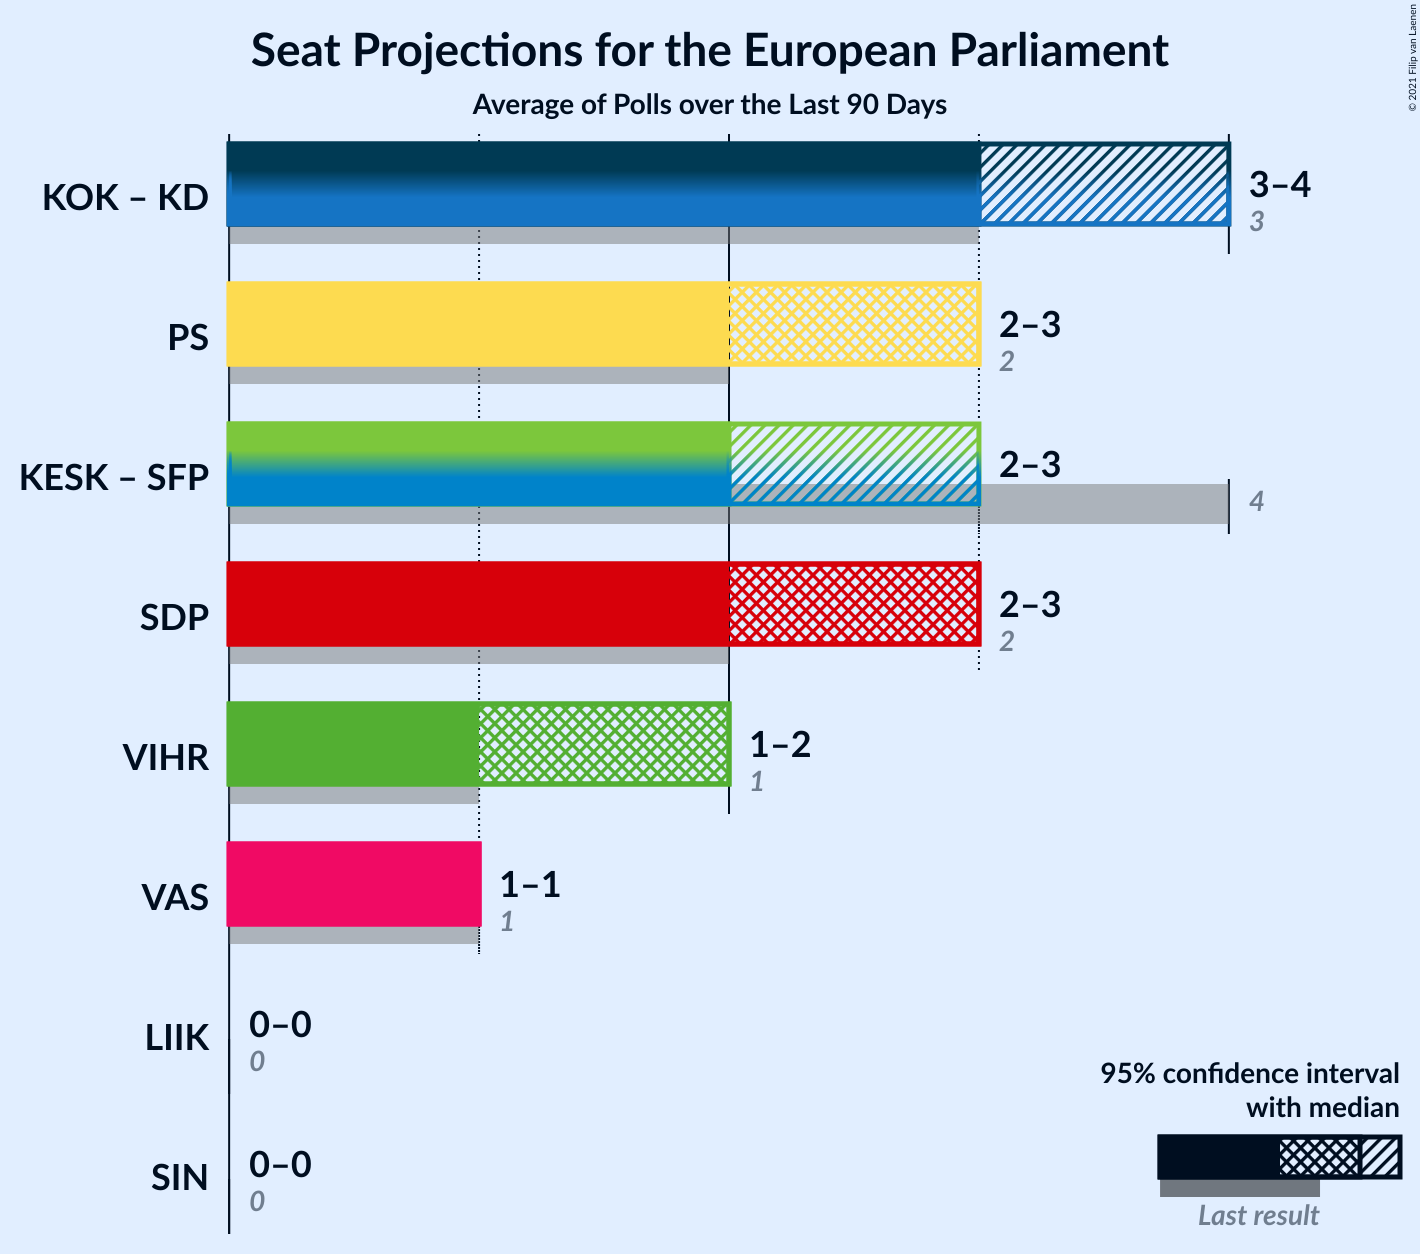 Seat Projections for the European Parliament
Average of Polls over the Last 90 Days
© 2021 Filip van Laenen
KOK – KD
3–4
3
PS
2–3
2
KESK – SFP
2–3
4
SDP
2–3
2
VIHR
1–2
1
VAS
1–1
1
LIIK
0–0
0
SIN
0–0
0
95% confidence interval
with median
Last result